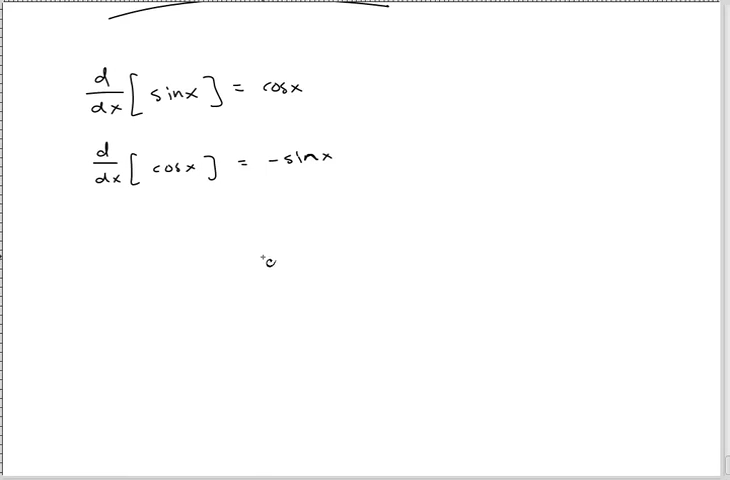 d/dx [ sinx ] = cosx
d/dx [ cosx ] = -sinx
c